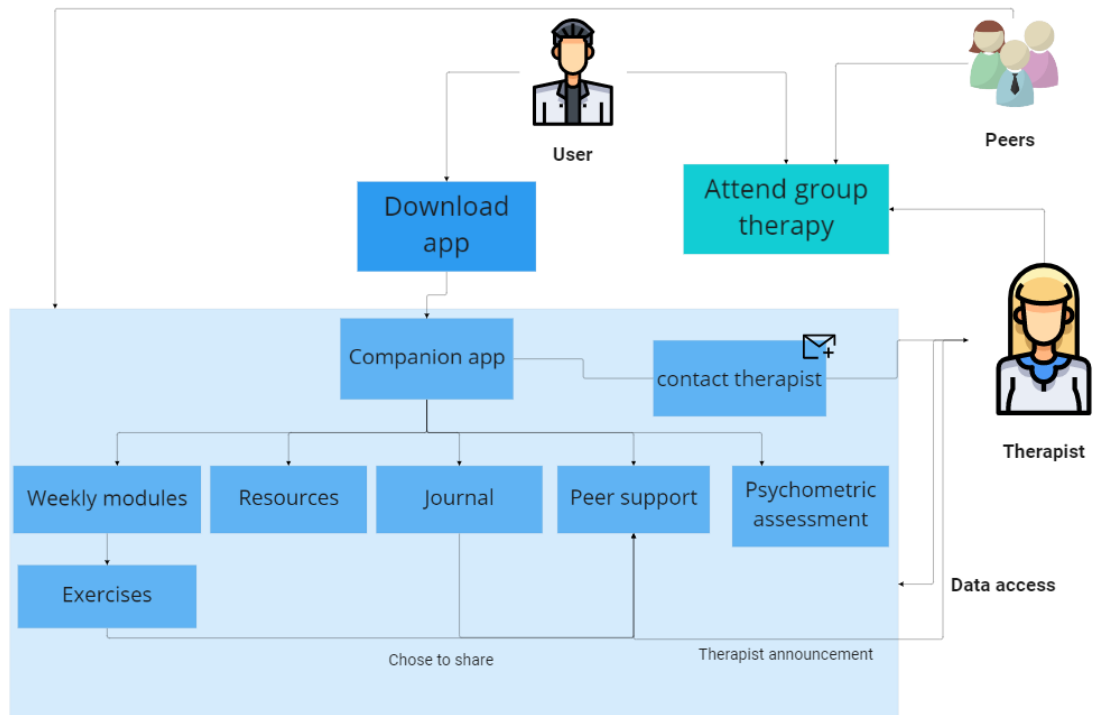 User
Peers
Download
app
Attend group
therapy
Companion app
contact therapist
Therapist
Weekly modules
Resources
Journal
Peer support
Psychometric
assessment
Exercises
Data access
Chose to share
Therapist announcement